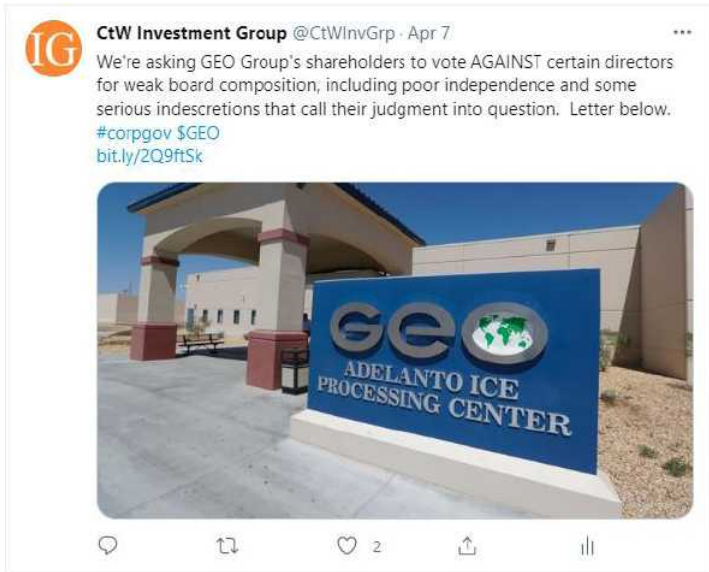 IG
CtW Investment Group @CtWInvGrp · Apr 7
We're asking GEO Group's shareholders to vote AGAINST certain directors
for weak board composition, including poor independence and some
serious indescretions that call their judgment into question.  Letter below.
#corpgov $GEO
bit.ly/2Q9ftSk
GEO
ADELANTO ICE
PROCESSING CENTER
2